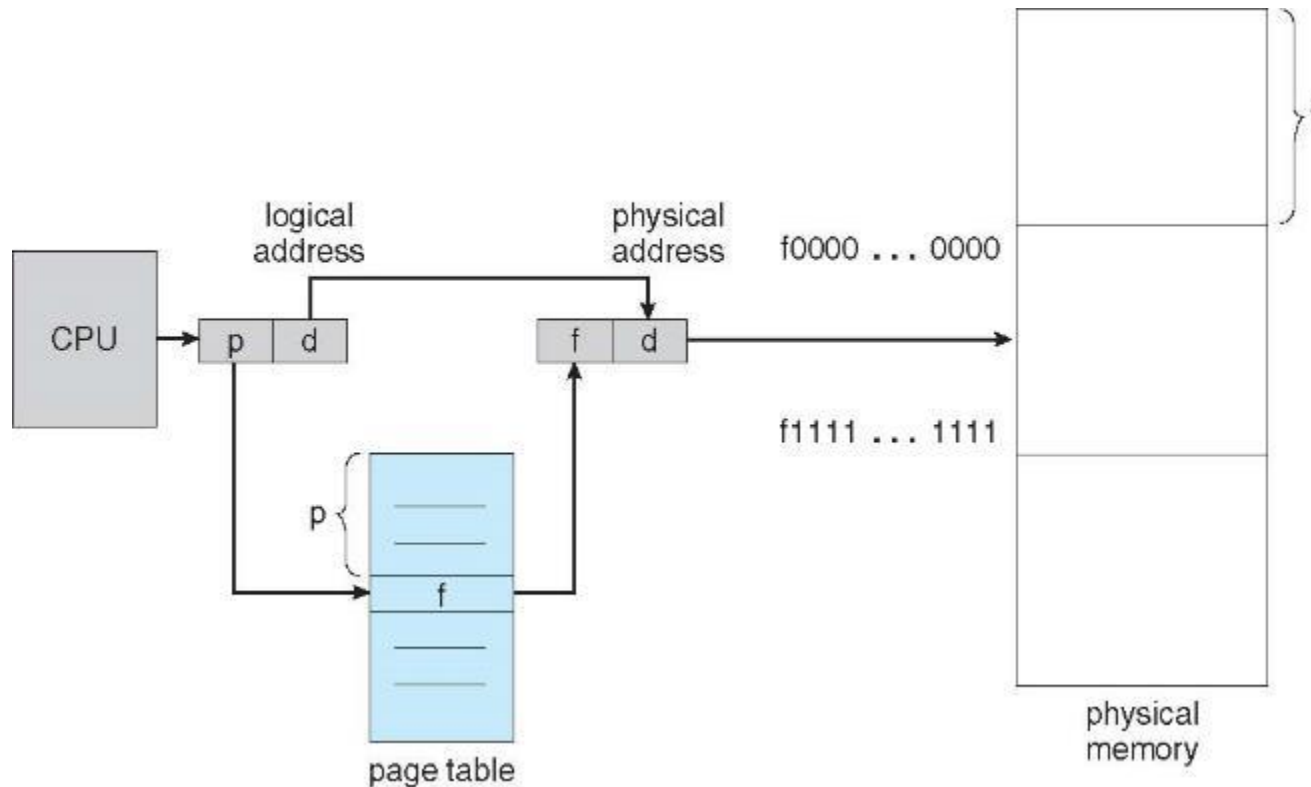 logical
address
physical
address
f0000 ... 0000
CPU
p d
f d
f1111 ... 1111
p
f
physical
memory
page table